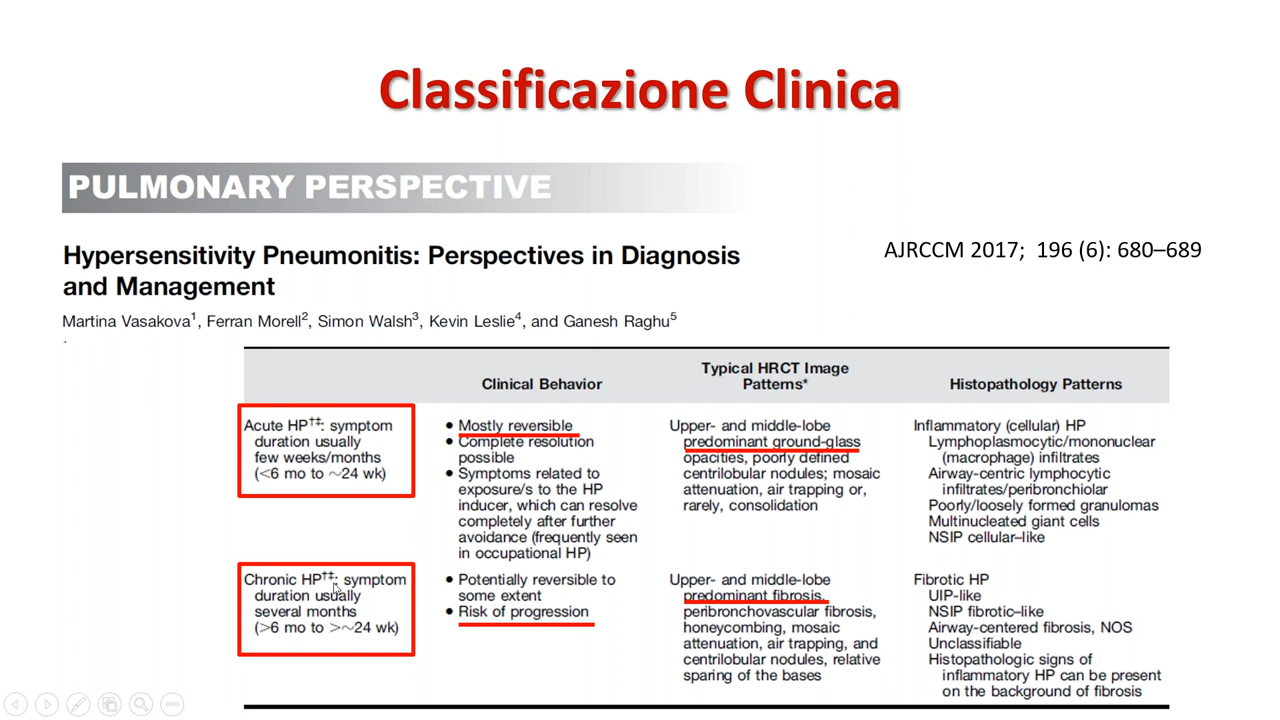 Classificazione Clinica
PULMONARY PERSPECTIVE
Hypersensitivity Pneumonitis: Perspectives in Diagnosis
and Management
AJRCCM 2017; 196 (6): 680–689
Martina Vasakova1, Ferran Morell2, Simon Walsh3, Kevin Leslie4, and Ganesh Raghu5
Clinical Behavior
Typical HRCT Image
Patterns*
Histopathology Patterns
Acute HP†‡: symptom
duration usually
few weeks/months
(<6 mo to ~24 wk)
• Mostly reversible
• Complete resolution
possible
• Symptoms related to
exposure/s to the HP
inducer, which can resolve
completely after further
avoidance (frequently seen
in occupational HP)
Upper- and middle-lobe
predominant ground-glass
opacities, poorly defined
centrilobular nodules; mosaic
attenuation, air trapping or,
rarely, consolidation
Inflammatory (cellular) HP
Lymphoplasmocytic/mononuclear
(macrophage) infiltrates
Airway-centric lymphocytic
infiltrates/peribronchiolar
Poorly/loosely formed granulomas
Multinucleated giant cells
NSIP cellular–like
Chronic HP†‡: symptom
duration usually
several months
(>6 mo to >~24 wk)
• Potentially reversible to
some extent
• Risk of progression
Upper- and middle-lobe
predominant fibrosis,
peribronchovascular fibrosis,
honeycombing, mosaic
attenuation, air trapping, and
centrilobular nodules, relative
sparing of the bases
Fibrotic HP
UIP-like
NSIP fibrotic–like
Airway-centered fibrosis, NOS
Unclassifiable
Histopathologic signs of
inflammatory HP can be present
on the background of fibrosis